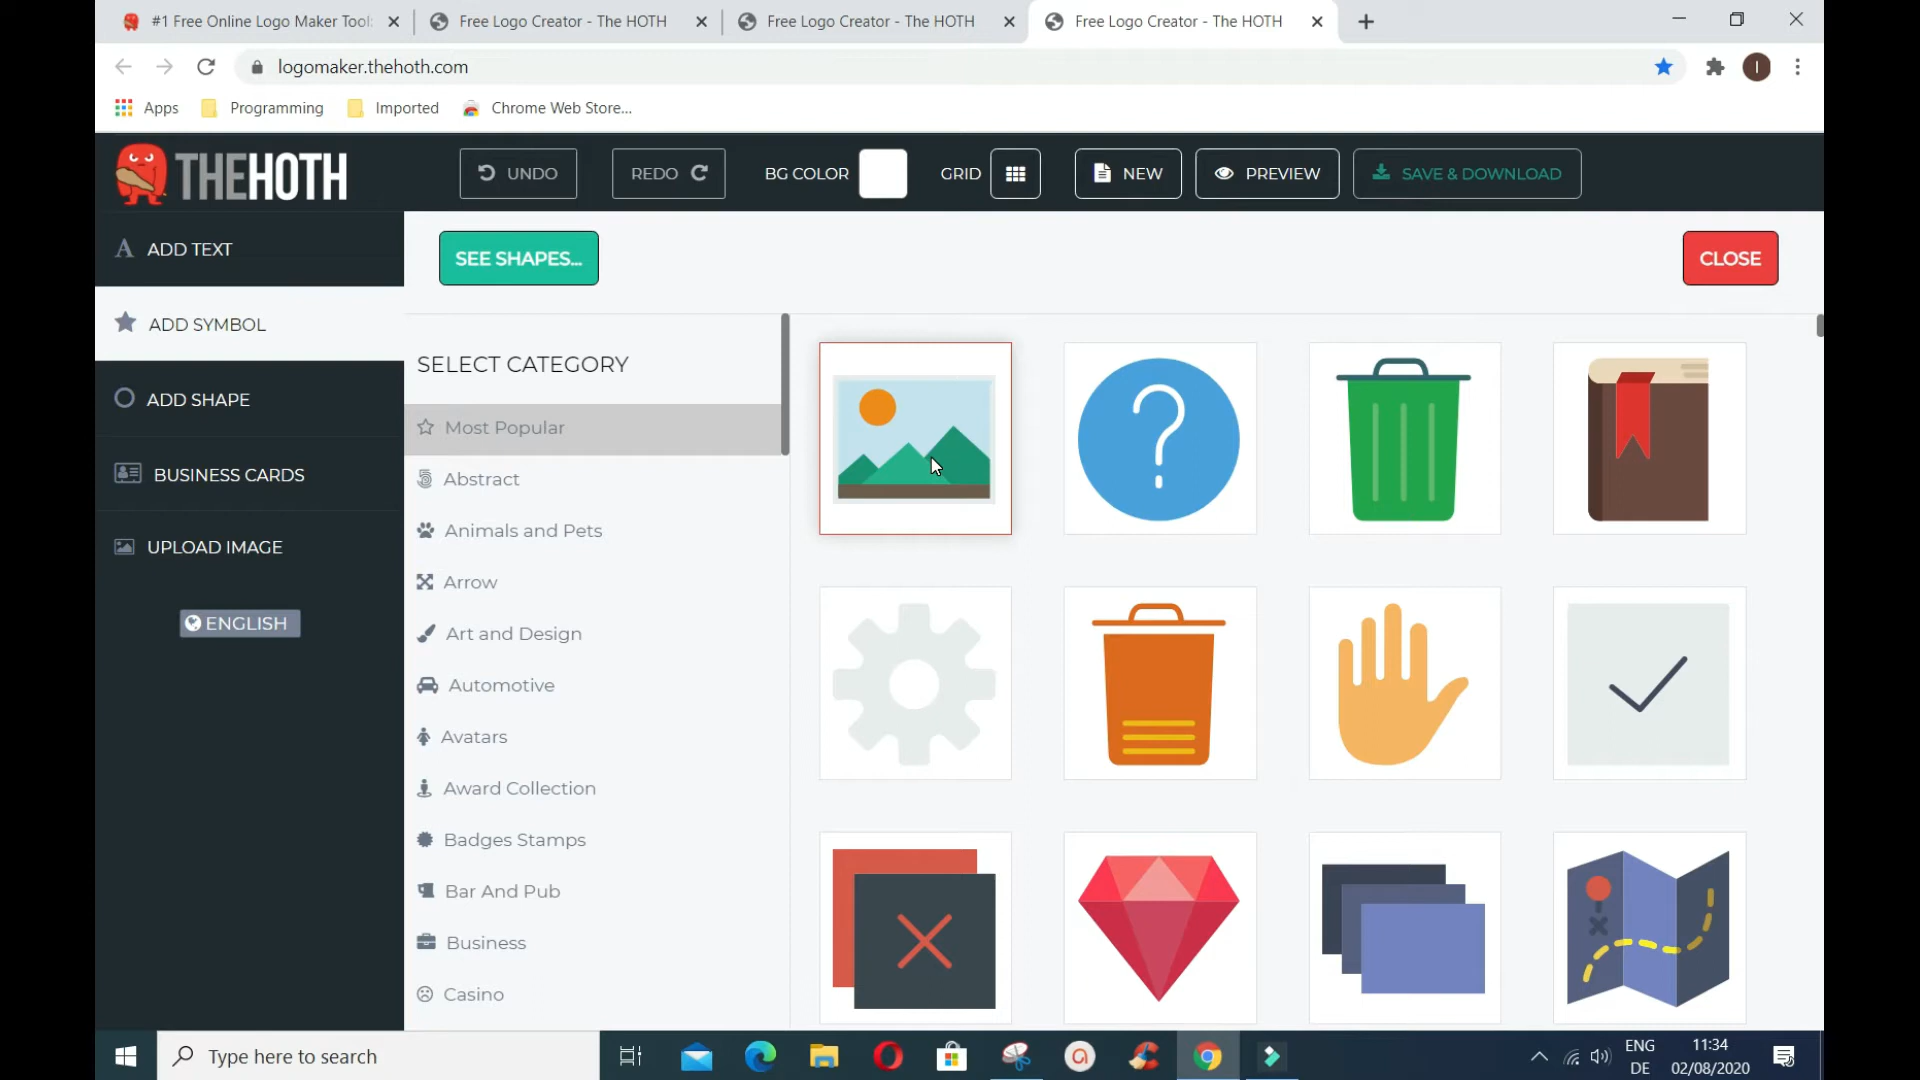 #1 Free Online Logo Maker Tool:
Free Logo Creator - The HOTH
Free Logo Creator - The HOTH
Free Logo Creator - The HOTH
logomaker.thehoth.com
I
Apps
Programming
Imported
Chrome Web Store...
THEHOTH
UNDO
REDO
BG COLOR
GRID
NEW
PREVIEW
SAVE & DOWNLOAD
ADD TEXT
ADD SYMBOL
ADD SHAPE
BUSINESS CARDS
UPLOAD IMAGE
ENGLISH
SEE SHAPES...
CLOSE
SELECT CATEGORY
Most Popular
Abstract
Animals and Pets
Arrow
Art and Design
Automotive
Avatars
Award Collection
Badges Stamps
Bar And Pub
Business
Casino
?
Type here to search
ENG
DE
11:34
02/08/2020